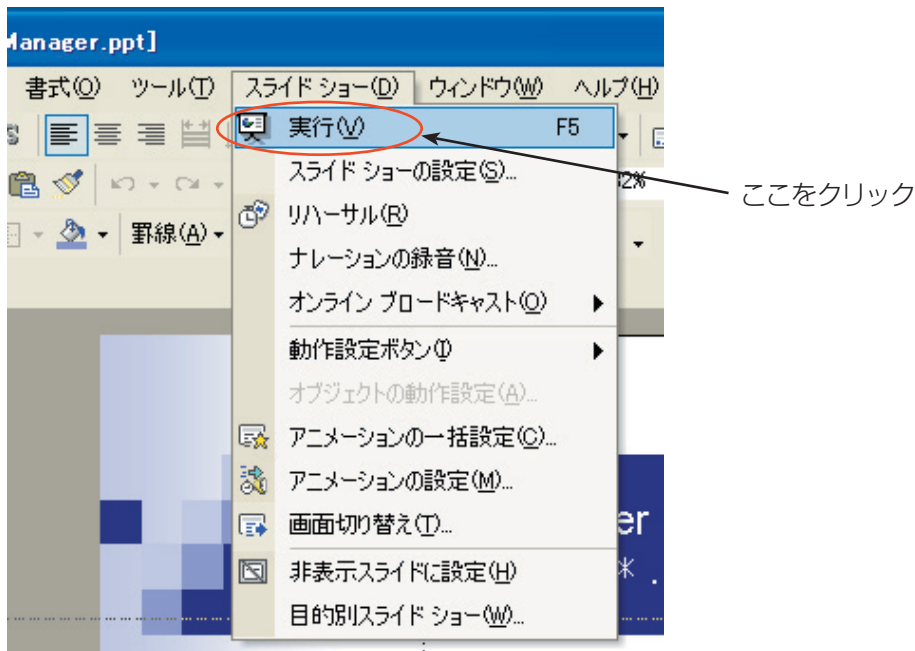 Manager.ppt]
書式(O) ツール(T) スライド ショー(D) ウィンドウ(W) ヘルプ(H)
実行(V) F5
スライド ショーの設定(S)...
2%
ここをクリック
リハーサル(R)
罫線(A)
ナレーションの録音(N)...
オンライン ブロードキャスト(O)
動作設定ボタン(I)
オブジェクトの動作設定(A)...
アニメーションの一括設定(C)...
アニメーションの設定(M)...
画面切り替え(T)...
er
非表示スライドに設定(H)
* .
目的別スライド ショー(W)...